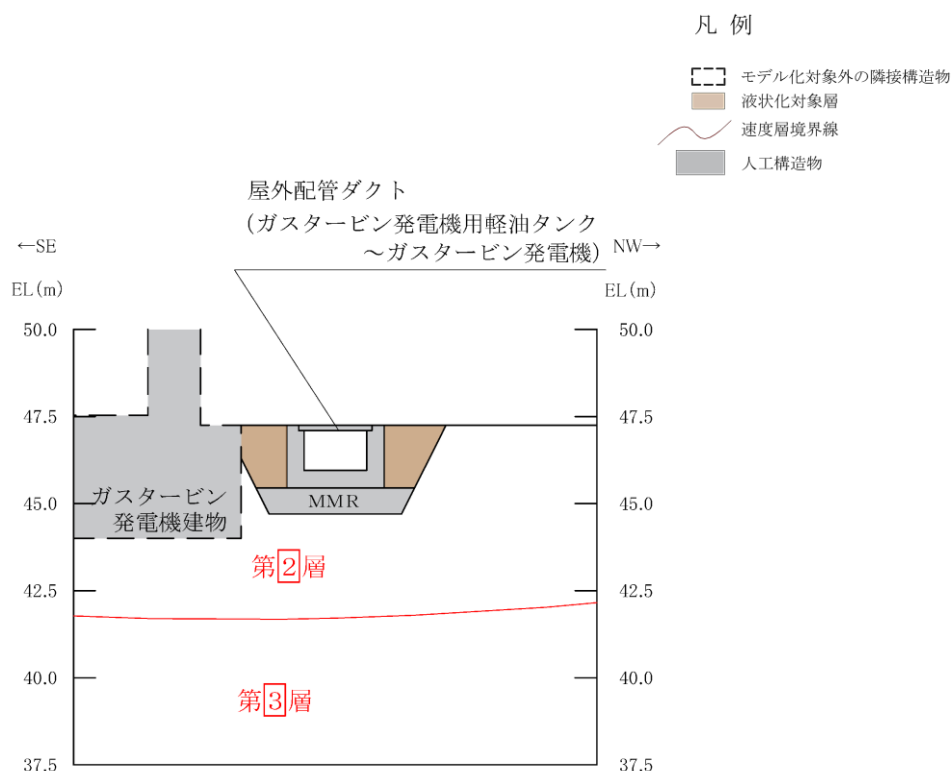 凡例
モデル化対象外の隣接構造物
液状化対象層
速度層境界線
人工構造物
屋外配管ダクト
(ガスタービン発電機用軽油タンク
～ガスタービン発電機)
←SE
NW→
EL(m)
EL(m)
50.0
50.0
47.5
47.5
45.0
45.0
42.5
42.5
40.0
40.0
37.5
37.5
ガスタービン
発電機建物
MMR
第2層
第3層